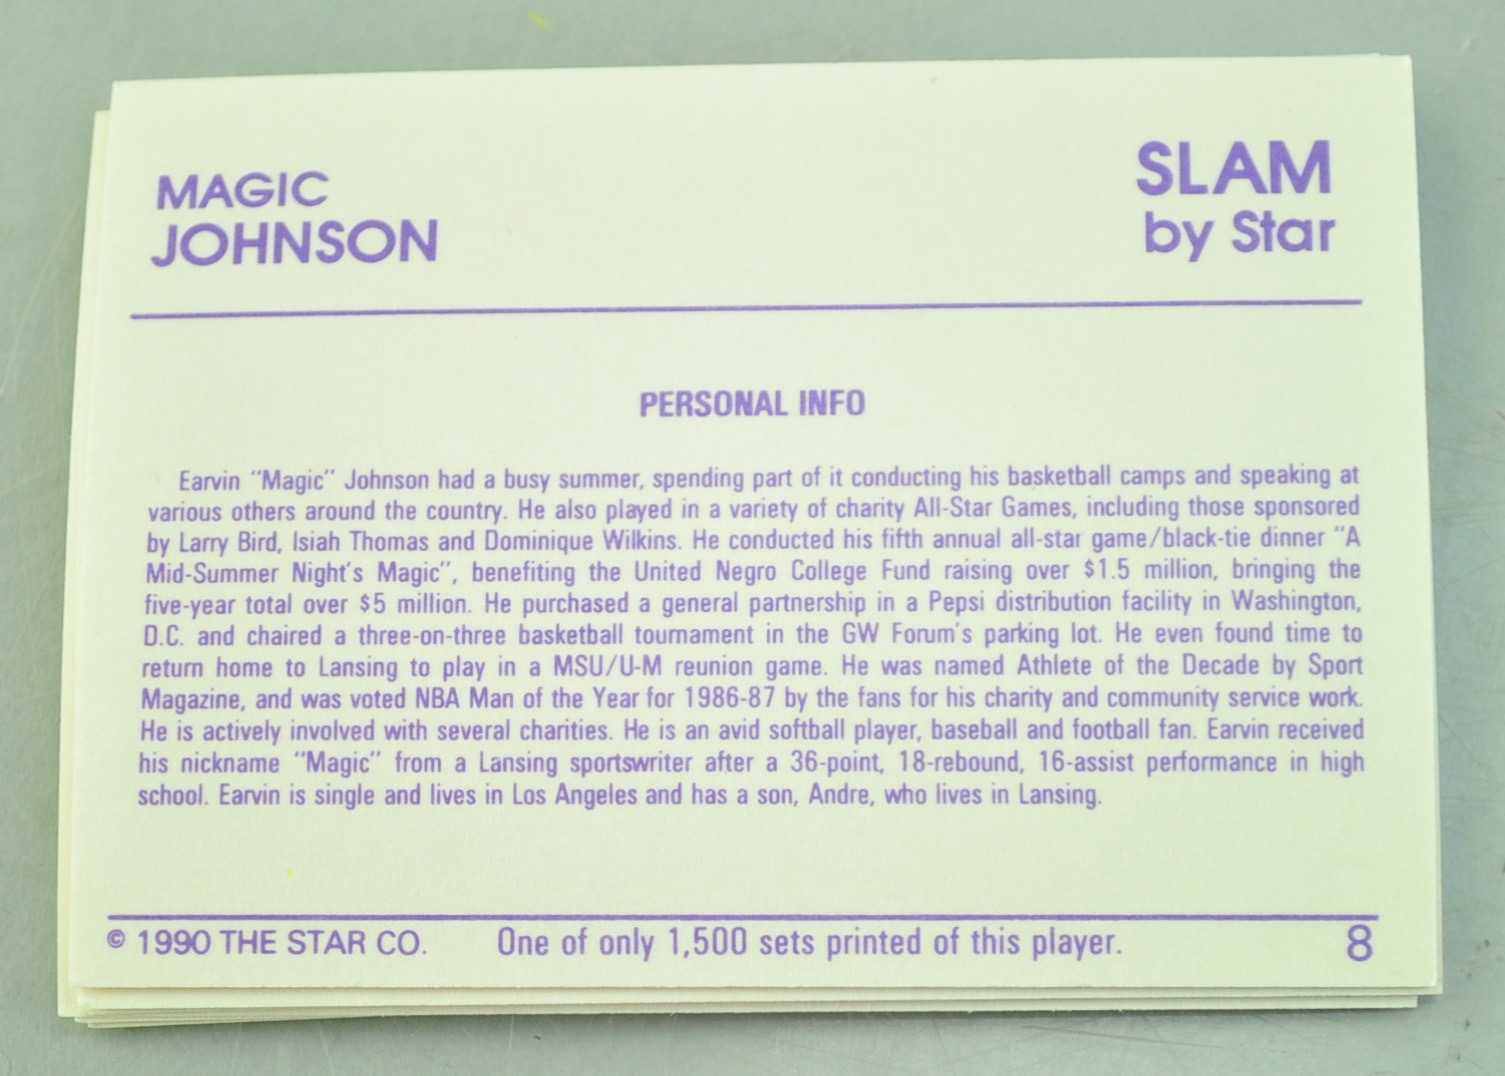 MAGIC
JOHNSON
SLAM
by Star
PERSONAL INFO
Earvin "Magic" Johnson had a busy summer, spending part of it conducting his basketball camps and speaking at
various others around the country. He also played in a variety of charity All-Star Games, including those sponsored
by Larry Bird, Isiah Thomas and Dominique Wilkins. He conducted his fifth annual all-star game/black-tie dinner "A
Mid-Summer Night's Magic", benefiting the United Negro College Fund raising over $1.5 million, bringing the
five-year total over $5 million. He purchased a general partnership in a Pepsi distribution facility in Washington,
D.C. and chaired a three-on-three basketball tournament in the GW Forum's parking lot. He even found time to
return home to Lansing to play in a MSU/U-M reunion game. He was named Athlete of the Decade by Sport
Magazine, and was voted NBA Man of the Year for 1986-87 by the fans for his charity and community service work.
He is actively involved with several charities. He is an avid softball player, baseball and football fan. Earvin received
his nickname "Magic" from a Lansing sportswriter after a 36-point, 18-rebound, 16-assist performance in high
school. Earvin is single and lives in Los Angeles and has a son, Andre, who lives in Lansing.
© 1990 THE STAR CO. One of only 1,500 sets printed of this player. 8